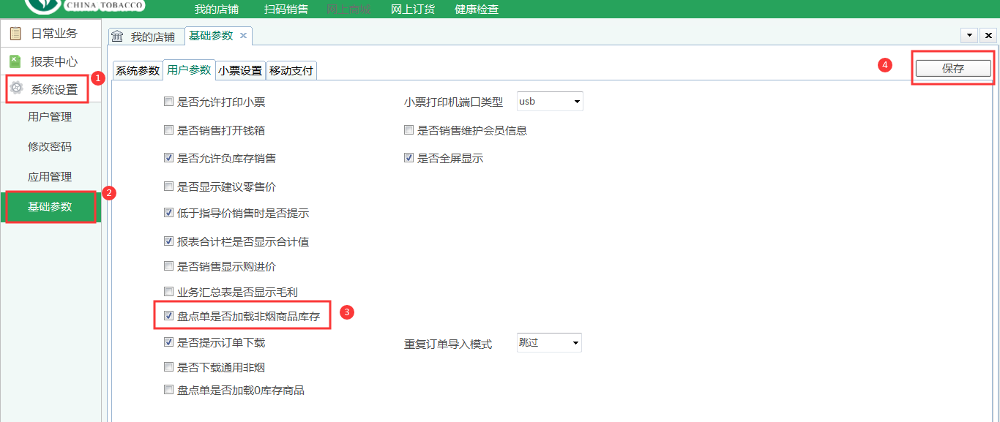 CHINA TOBACCO
我的店铺 扫码销售 网上商城 网上订货 健康检查
日常业务
报表中心
1
系统设置
用户管理
修改密码
应用管理
2
基础参数
我的店铺 基础参数
系统参数 用户参数 小票设置 移动支付
4
保存
是否允许打印小票 小票打印机端口类型 usb
是否销售打开钱箱 是否销售维护会员信息
是否允许负库存销售 是否全屏显示
是否显示建议零售价
低于指导价销售时是否提示
报表合计栏是否显示合计值
是否销售显示购进价
业务汇总表是否显示毛利
盘点单是否加载非烟商品库存 3
是否提示订单下载 重复订单导入模式 跳过
是否下载通用非烟
盘点单是否加载0库存商品